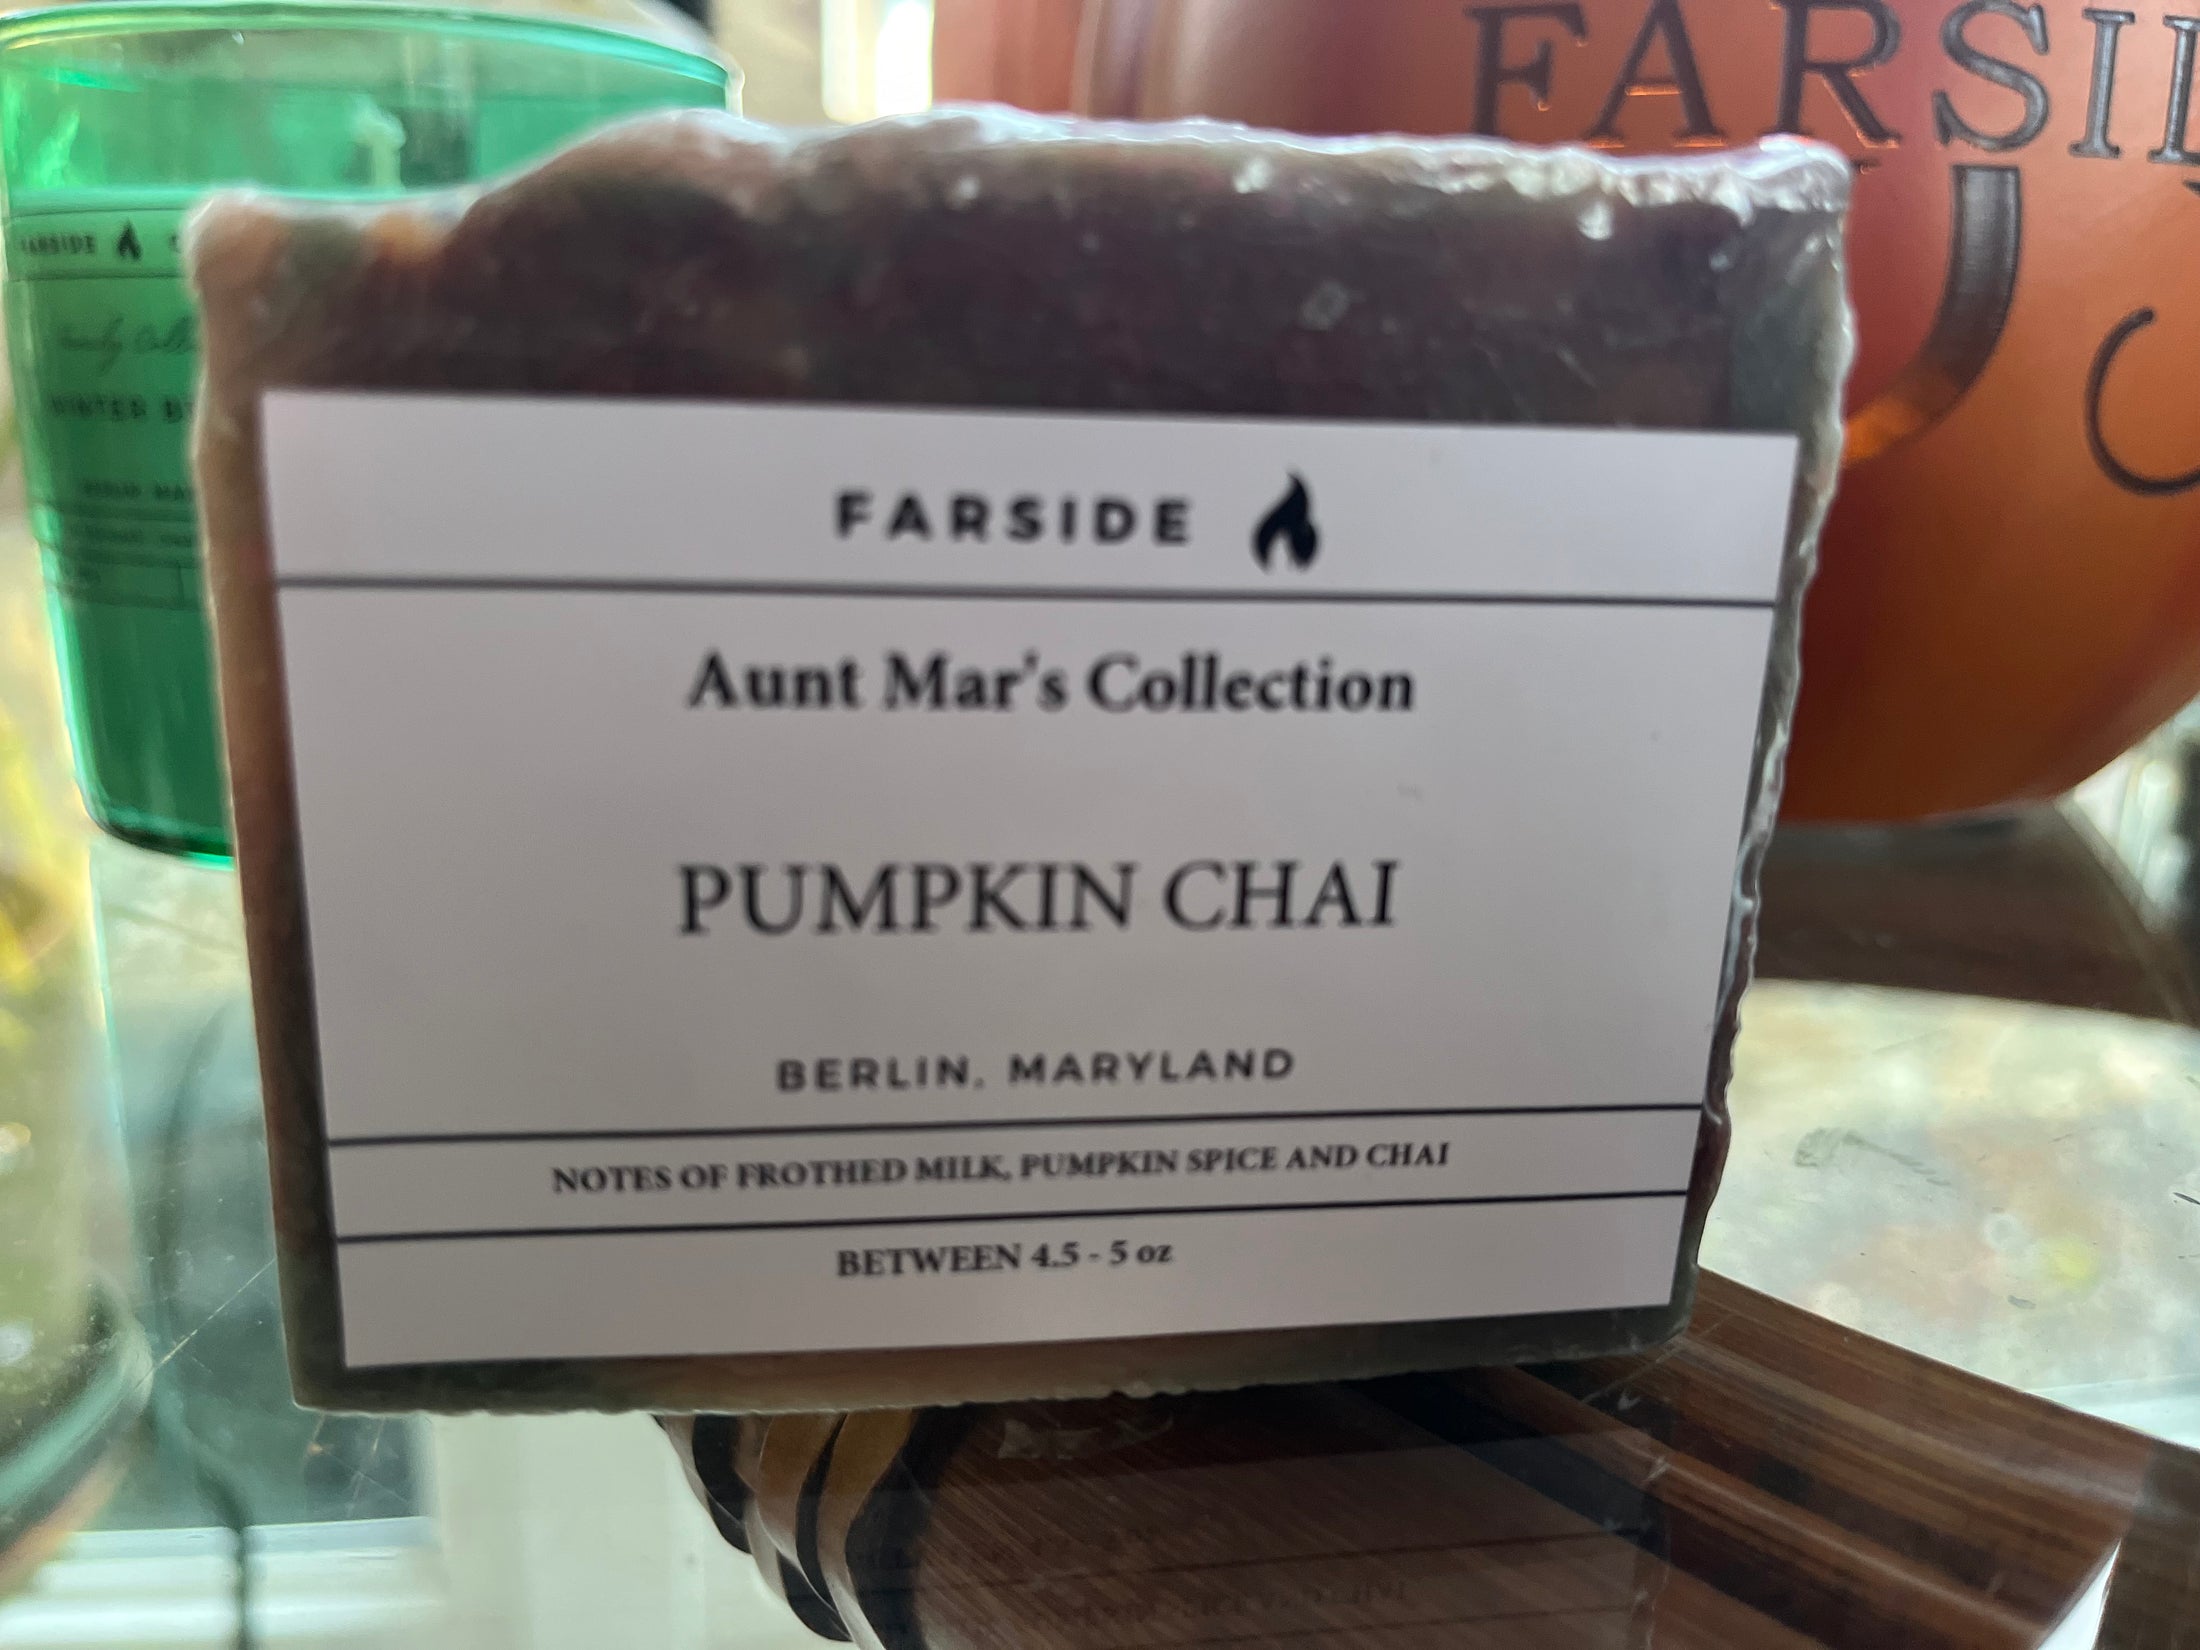 FARSIDE
Aunt Mar's Collection
PUMPKIN CHAI
BERLIN, MARYLAND
NOTES OF FROTHED MILK, PUMPKIN SPICE AND CHAI
BETWEEN 4.5 - 5 oz
FARSIDE
WINTER